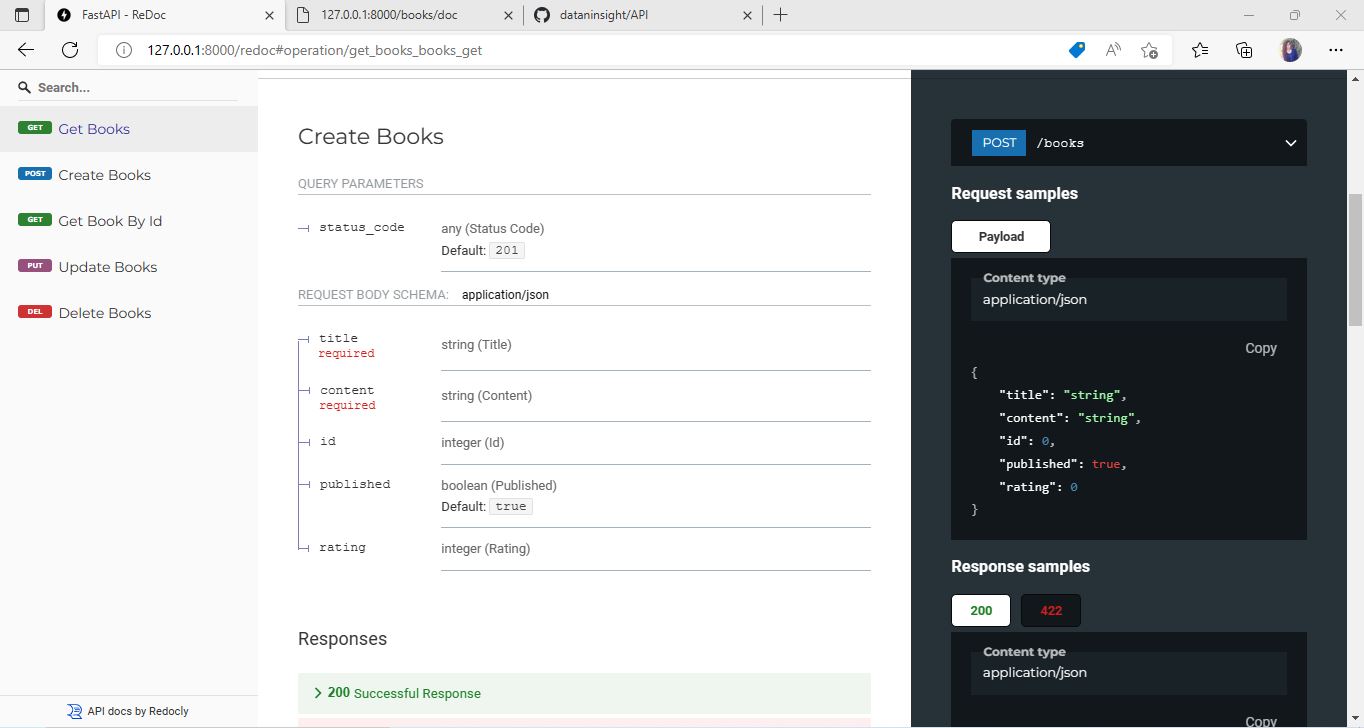 FastAPI - ReDoc
127.0.0.1:8000/books/doc
dataninsight/API
127.0.0.1:8000/redoc#operation/get_books_books_get
Search...
GET Get Books
POST Create Books
GET Get Book By Id
PUT Update Books
DEL Delete Books
API docs by Redocly
Create Books
QUERY PARAMETERS
status_code any (Status Code)
Default: 201
REQUEST BODY SCHEMA: application/json
title
required
string (Title)
content
required
string (Content)
id integer (Id)
published boolean (Published)
Default: true
rating integer (Rating)
Responses
200 Successful Response
POST /books
Request samples
Payload
Content type
application/json
Copy
{
"title": "string",
"content": "string",
"id": 0,
"published": true,
"rating": 0
}
Response samples
200 422
Content type
application/json
Copy